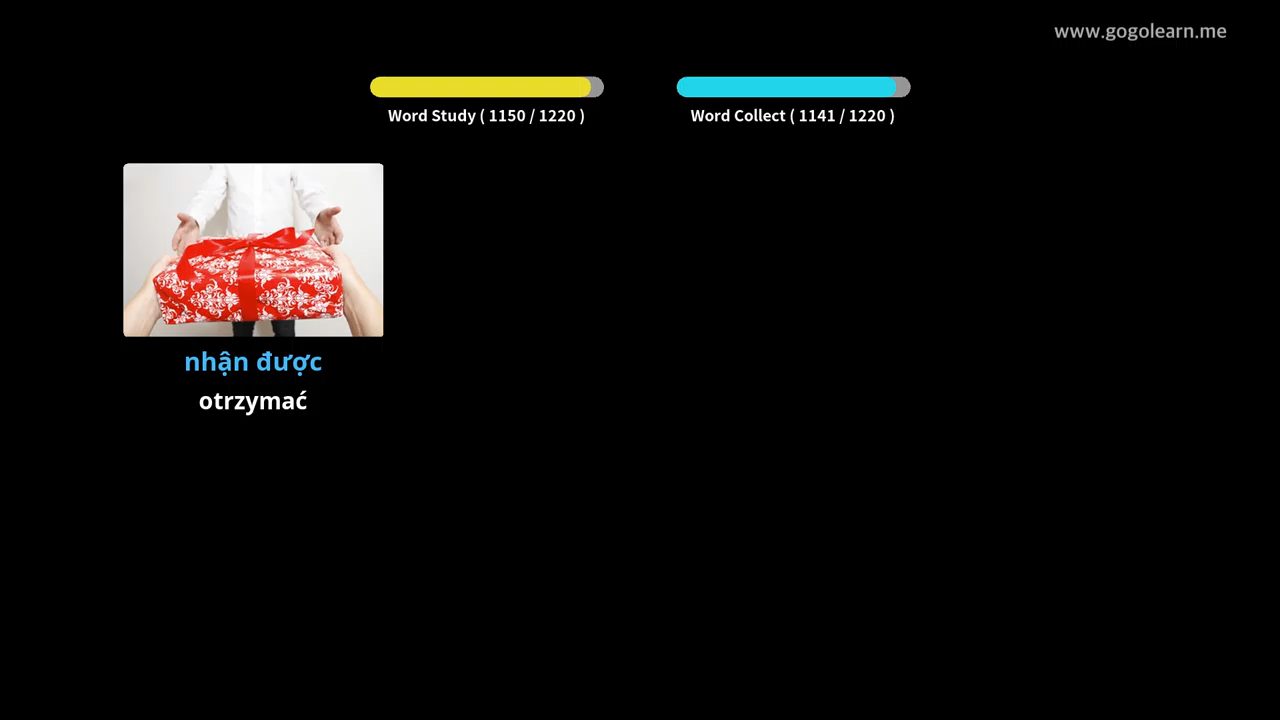 www.gogolearn.me
Word Study ( 1150 / 1220 )
Word Collect ( 1141 / 1220 )
nhận được
otrzymać